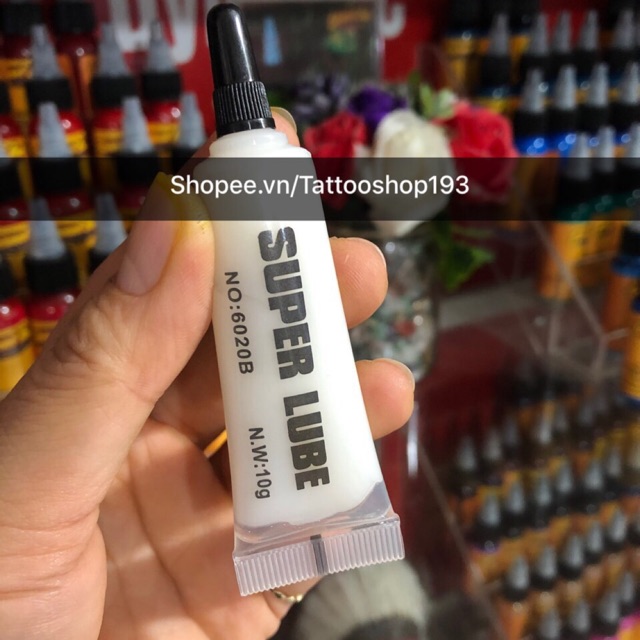 Shopee.vn/Tattooshop193
SUPER LUBE
NO:6020B
N.W:10g